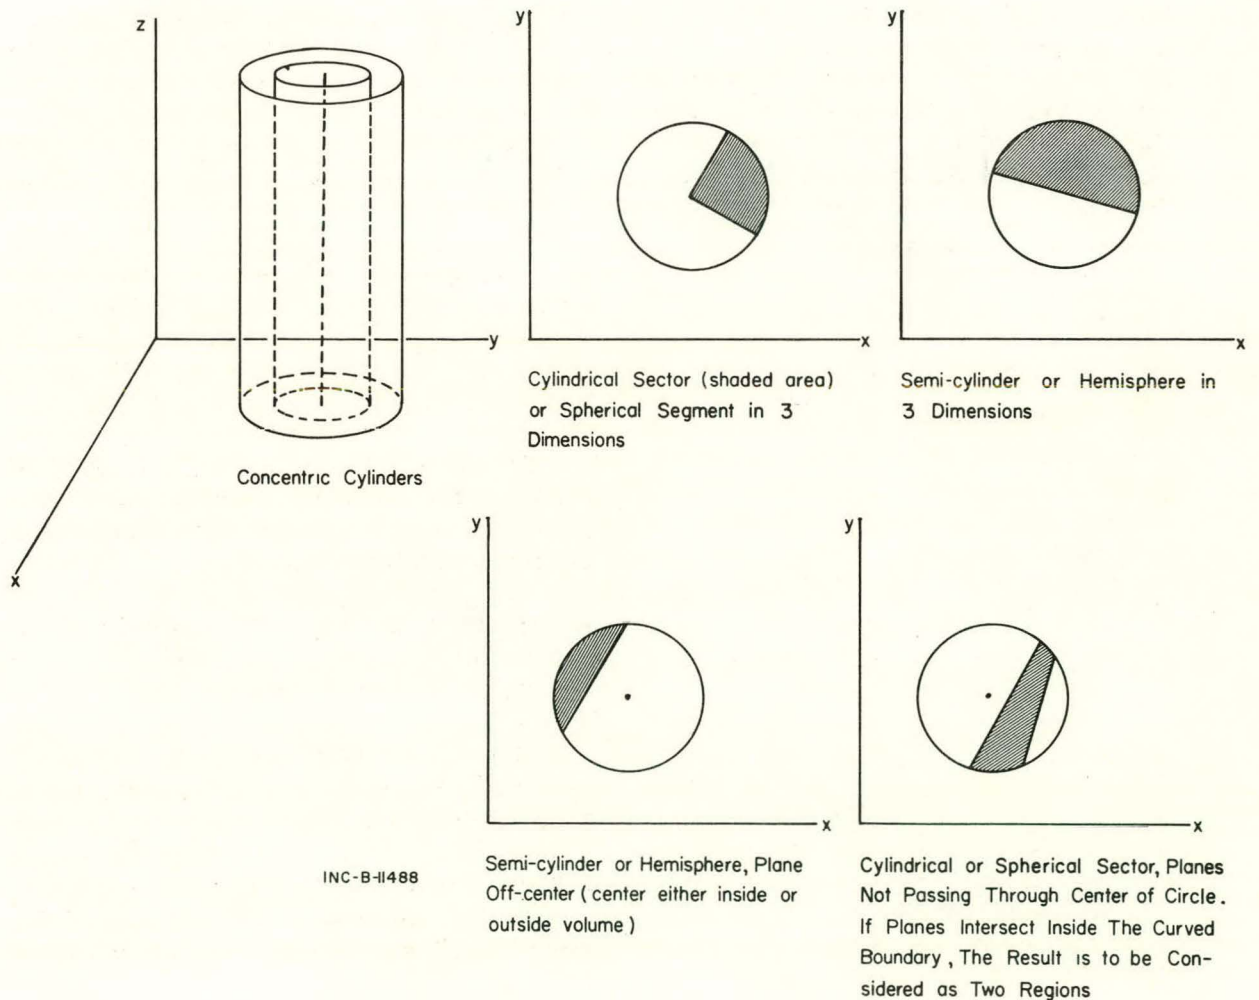 z
y
x
Concentric Cylinders
y
x
Cylindrical Sector (shaded area)
or Spherical Segment in 3
Dimensions
y
x
Semi-cylinder or Hemisphere in
3 Dimensions
y
x
Semi-cylinder or Hemisphere, Plane
Off-center ( center either inside or
outside volume )
y
x
Cylindrical or Spherical Sector, Planes
Not Passing Through Center of Circle.
If Planes Intersect Inside The Curved
Boundary, The Result is to be Con-
sidered as Two Regions
INC-B-11488